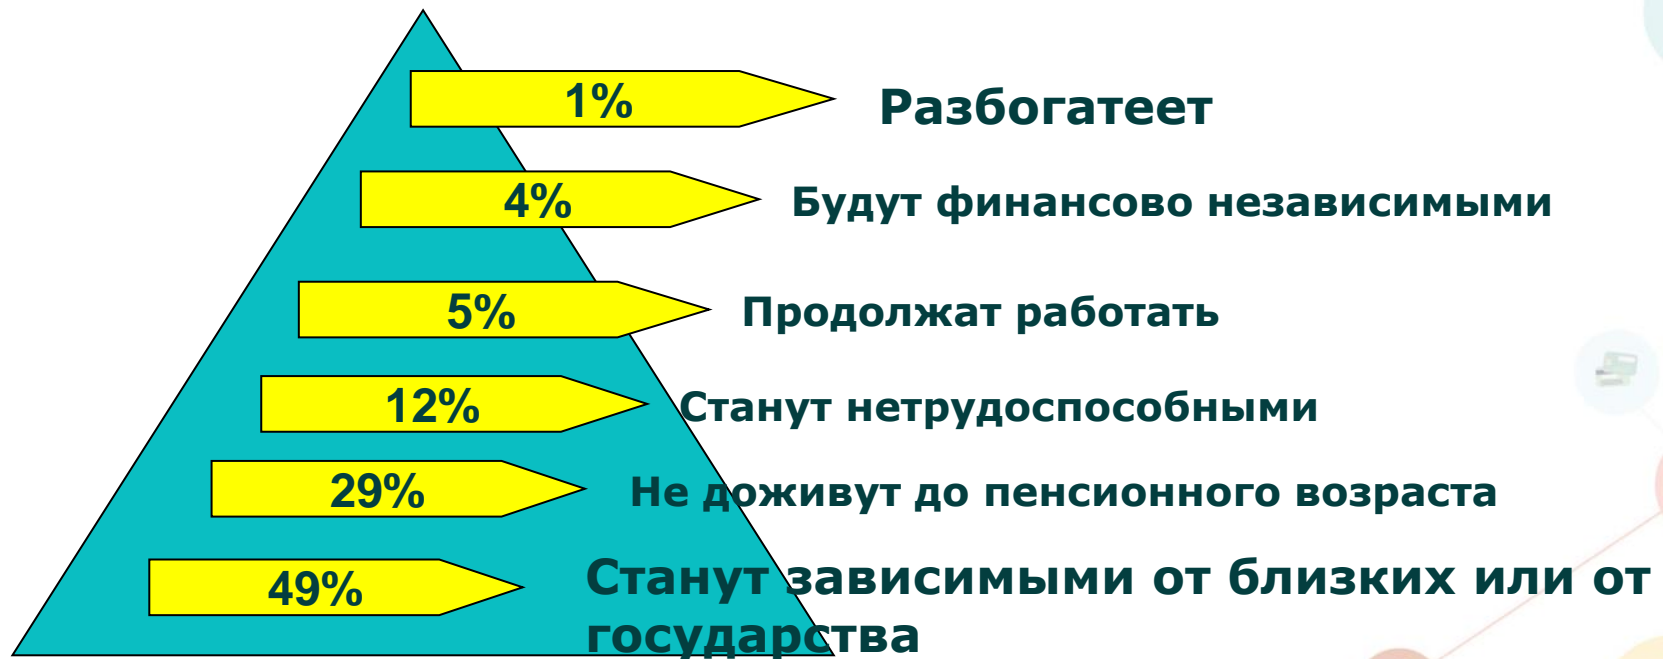 1% Разбогатеет
4% Будут финансово независимыми
5% Продолжат работать
12% Станут нетрудоспособными
29% Не доживут до пенсионного возраста
49% Станут зависимыми от близких или от
государства